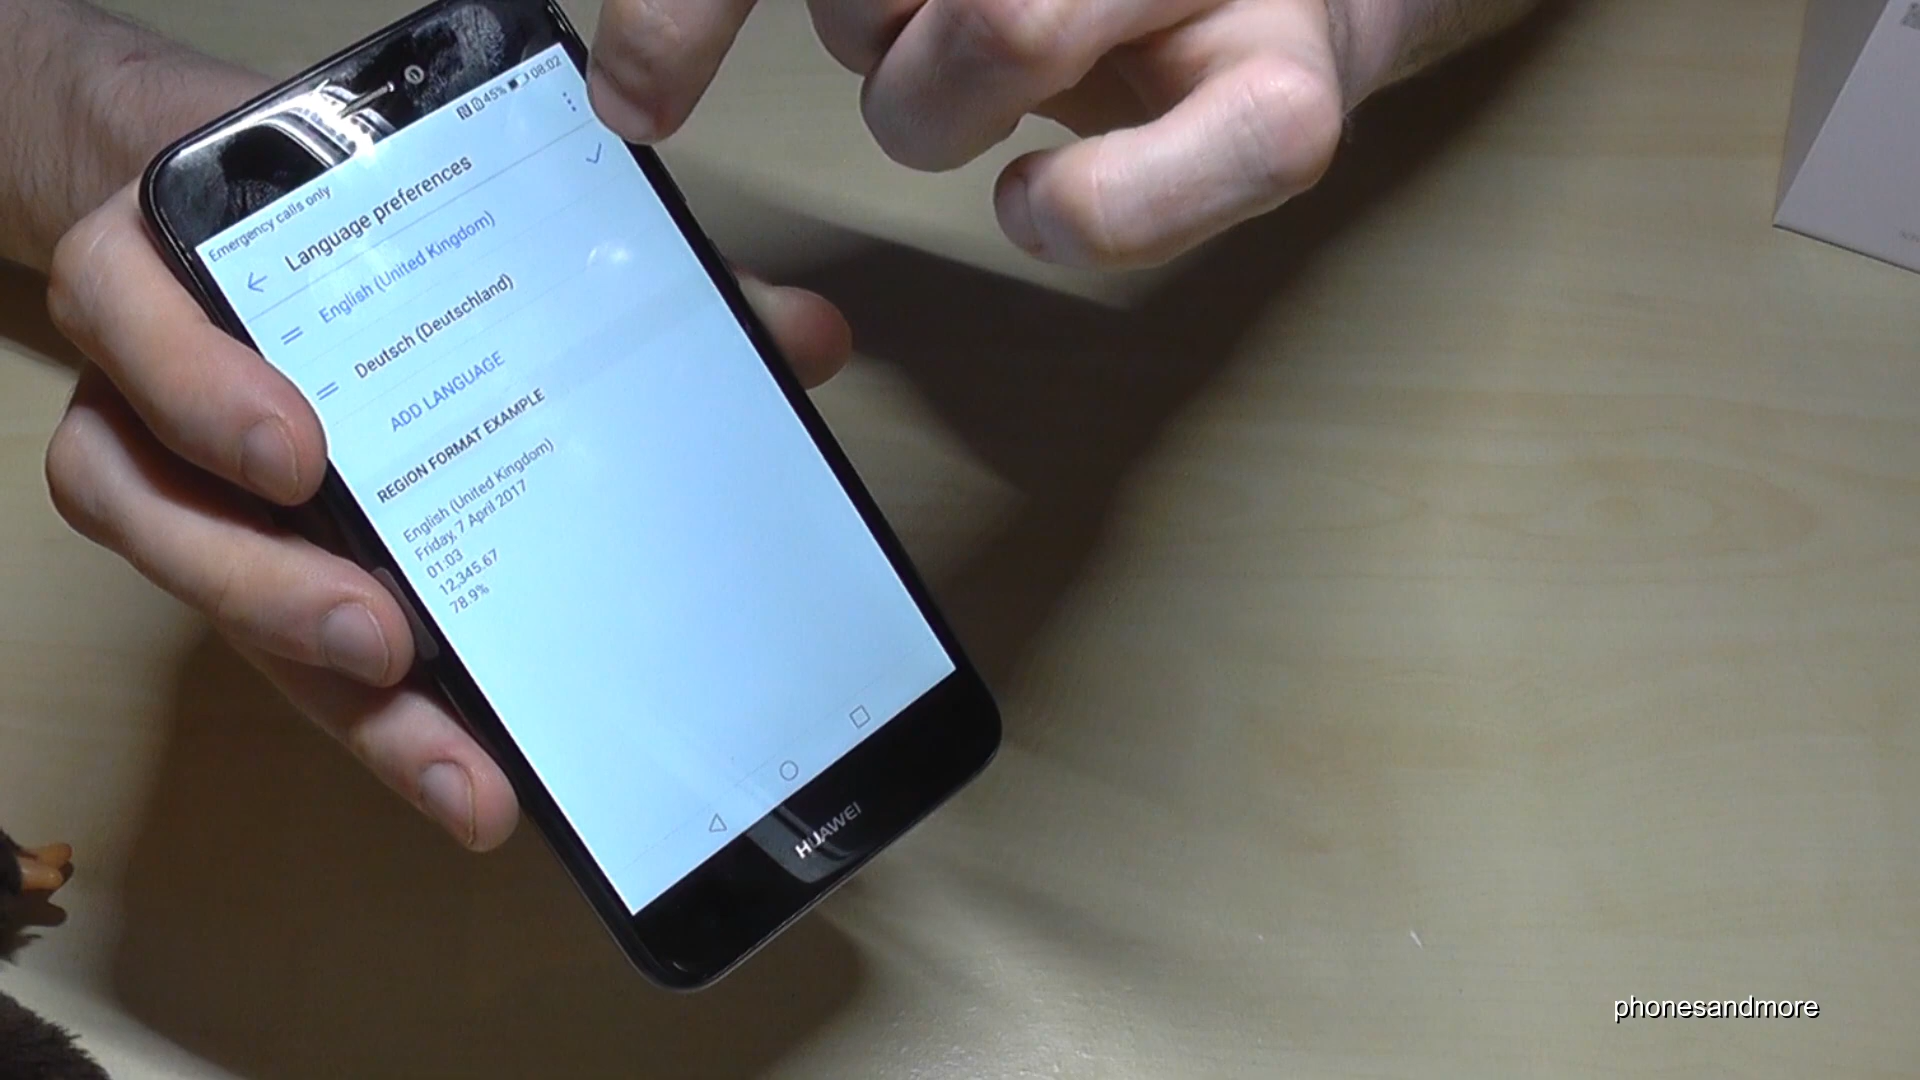 Emergency calls only
45% 08:02
Language preferences
English (United Kingdom)
Deutsch (Deutschland)
ADD LANGUAGE
REGION FORMAT EXAMPLE
English (United Kingdom)
Friday, 7 April 2017
01:03
12,345.67
78.9%
HUAWEI
phonesandmore